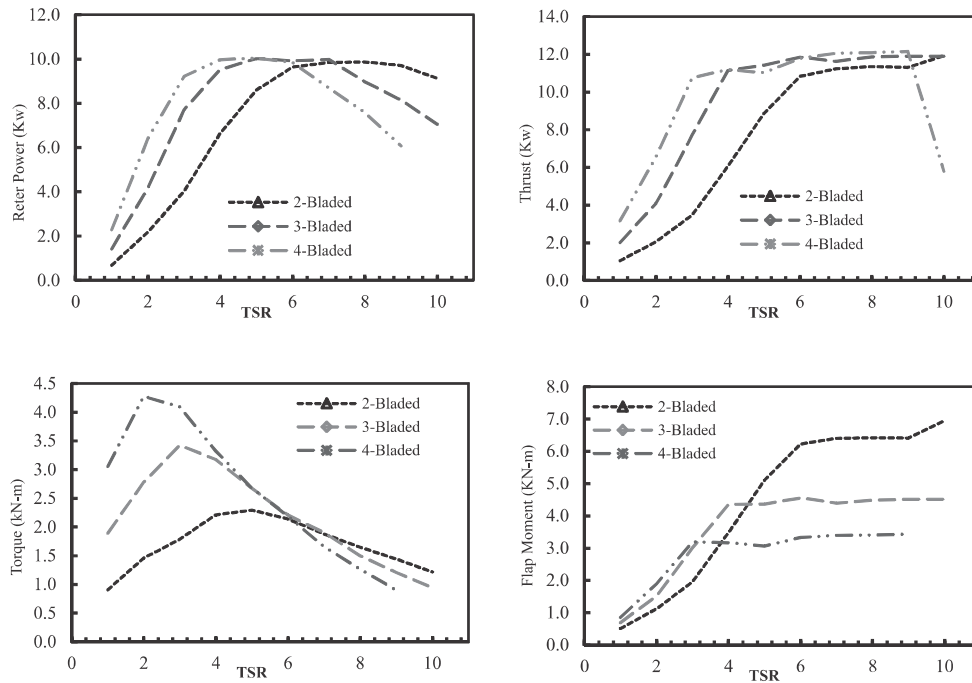 12.0
10.0
8.0
6.0
4.0
2.0
0.0
Reter Power (Kw)
2-Bladed
3-Bladed
4-Bladed
0 2 4 6 8 10
TSR
14.0
12.0
10.0
8.0
6.0
4.0
2.0
0.0
Thrust (Kw)
2-Bladed
3-Bladed
4-Bladed
0 2 4 6 8 10
TSR
4.5
4.0
3.5
3.0
2.5
2.0
1.5
1.0
0.5
0.0
Torque (kN-m)
2-Bladed
3-Bladed
4-Bladed
0 2 4 6 8 10
TSR
8.0
7.0
6.0
5.0
4.0
3.0
2.0
1.0
0.0
Flap Moment (KN-m)
2-Bladed
3-Bladed
4-Bladed
0 2 4 6 8 10
TSR